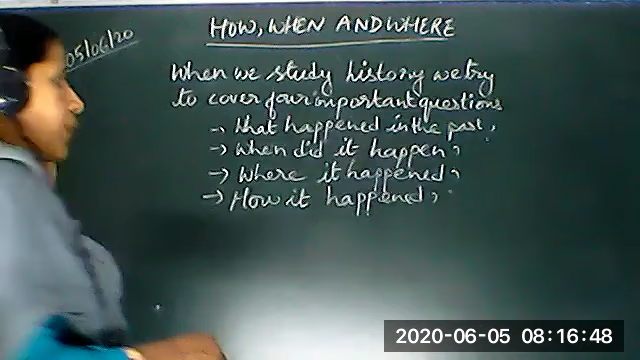 HOW, WHEN AND WHERE
05/06/20
When we study history we try
to cover four important questions
→ What happened in the past?
→ When did it happen?
→ Where it happened?
→ How it happened?
2020-06-05 08:16:48